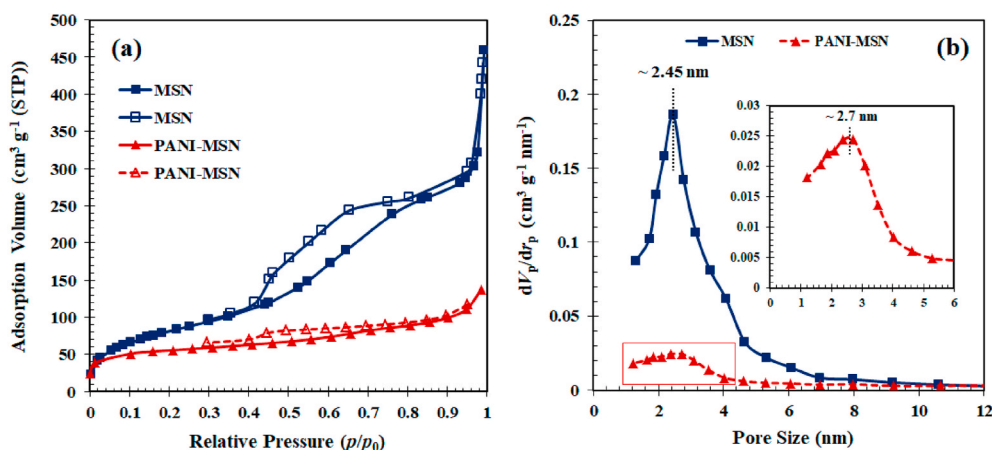 (a)
MSN
MSN
PANI-MSN
PANI-MSN
Adsorption Volume (cm³ g⁻¹ (STP))
500
450
400
350
300
250
200
150
100
50
0
0 0.1 0.2 0.3 0.4 0.5 0.6 0.7 0.8 0.9 1
Relative Pressure (p/p₀)
MSN PANI-MSN
(b)
~ 2.45 nm
dVₚ/drₚ (cm³ g⁻¹ nm⁻¹)
0.25
0.2
0.15
0.1
0.05
0
0 2 4 6 8 10 12
Pore Size (nm)
~ 2.7 nm
0.03
0.025
0.02
0.015
0.01
0.005
0
0 1 2 3 4 5 6